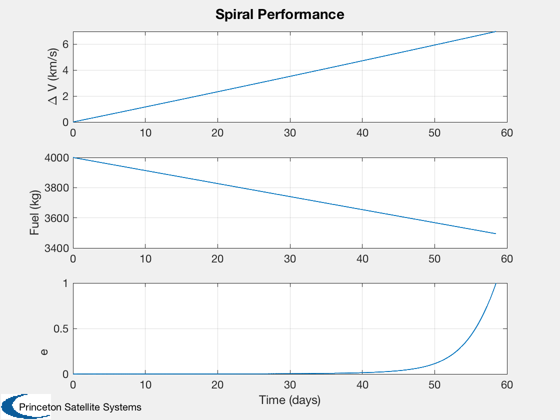 Spiral Performance
6
4
2
0
Δ V (km/s)
0 10 20 30 40 50 60
4000
3800
3600
3400
Fuel (kg)
0 10 20 30 40 50 60
1
0.5
0
e
0 10 20 30 40 50 60
Time (days)
Princeton Satellite Systems